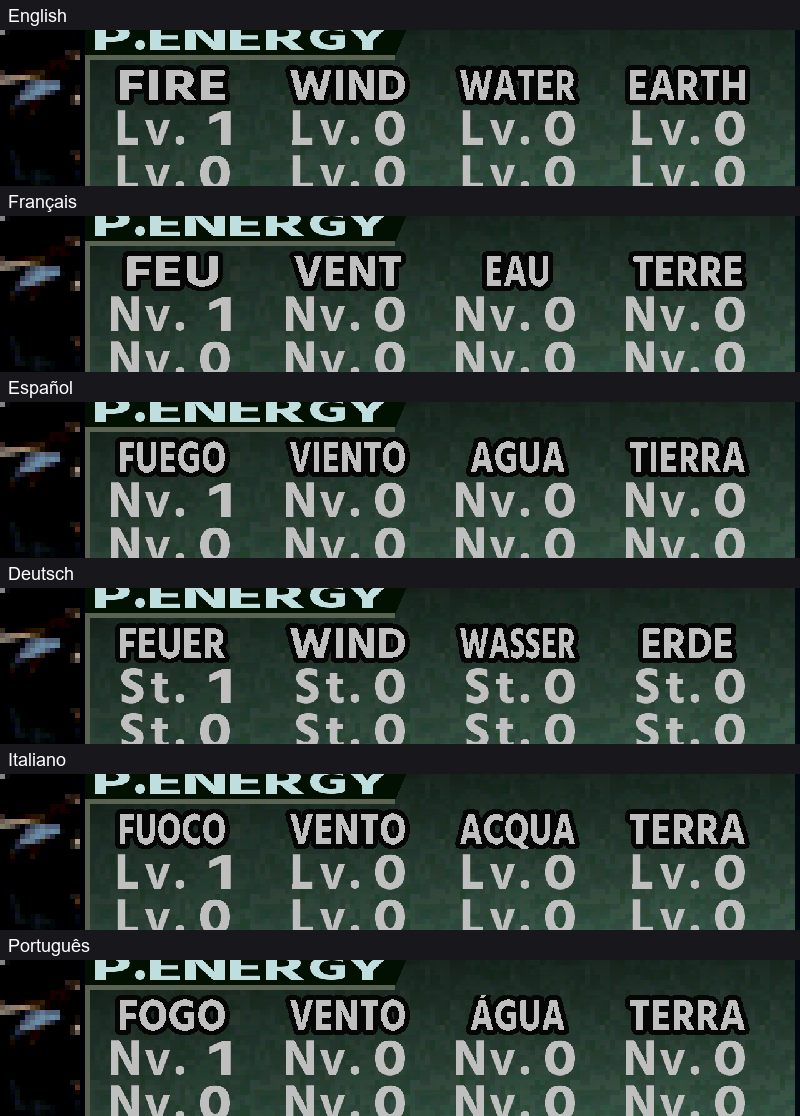 English
P.ENERGY
FIRE WIND WATER EARTH
Lv. 1 Lv. 0 Lv. 0 Lv. 0
Lv. 0 Lv. 0 Lv. 0 Lv. 0
Français
P.ENERGY
FEU VENT EAU TERRE
Nv. 1 Nv. 0 Nv. 0 Nv. 0
Nv. 0 Nv. 0 Nv. 0 Nv. 0
Español
P.ENERGY
FUEGO VIENTO AGUA TIERRA
Nv. 1 Nv. 0 Nv. 0 Nv. 0
Nv. 0 Nv. 0 Nv. 0 Nv. 0
Deutsch
P.ENERGY
FEUER WIND WASSER ERDE
St. 1 St. 0 St. 0 St. 0
St. 0 St. 0 St. 0 St. 0
Italiano
P.ENERGY
FUOCO VENTO ACQUA TERRA
Lv. 1 Lv. 0 Lv. 0 Lv. 0
Lv. 0 Lv. 0 Lv. 0 Lv. 0
Português
P.ENERGY
FOGO VENTO ÁGUA TERRA
Nv. 1 Nv. 0 Nv. 0 Nv. 0
Nv. 0 Nv. 0 Nv. 0 Nv. 0